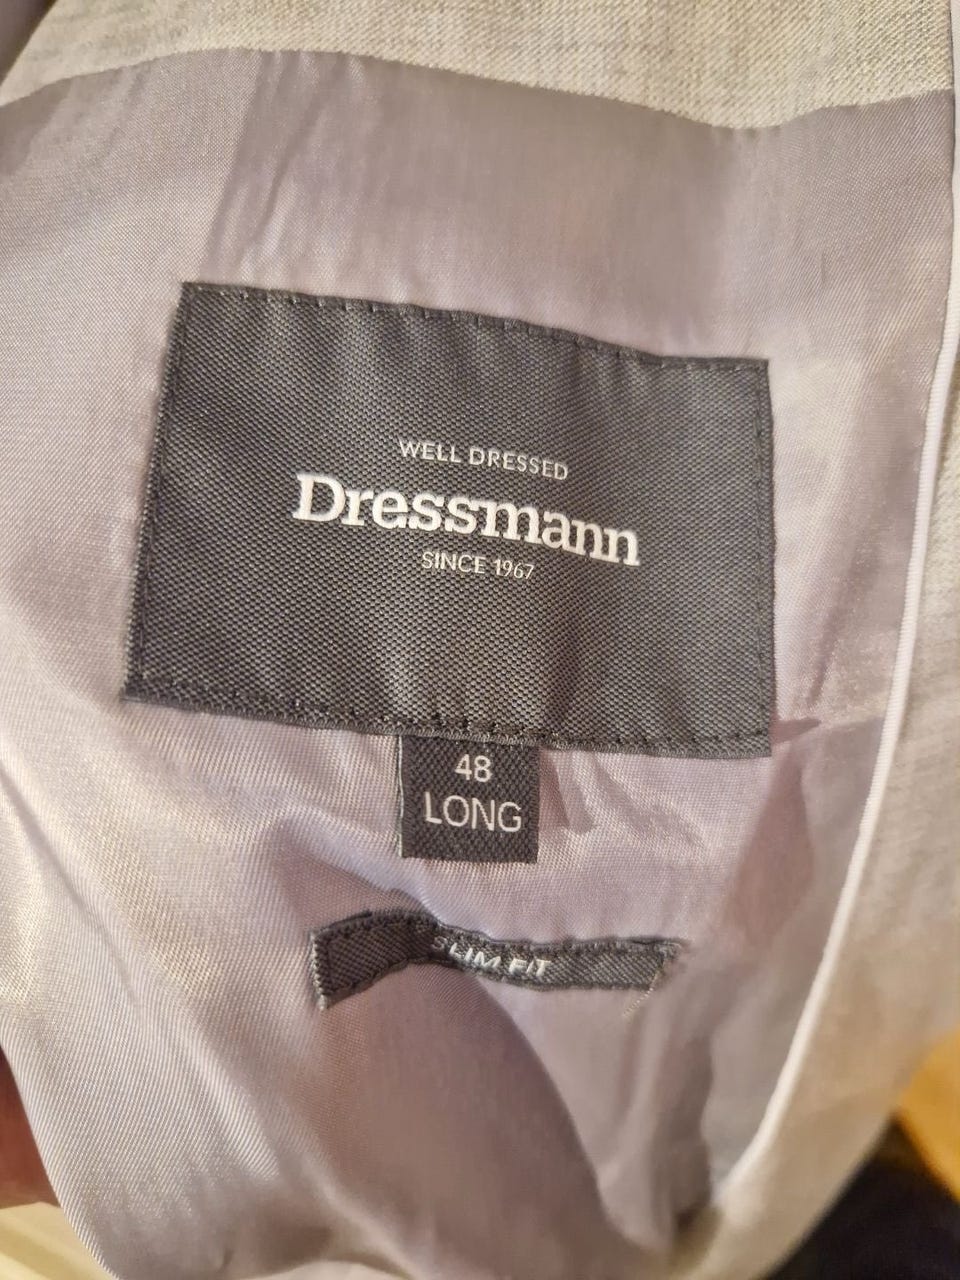 WELL DRESSED
Dressmann
SINCE 1967
48
LONG
SLIM FIT